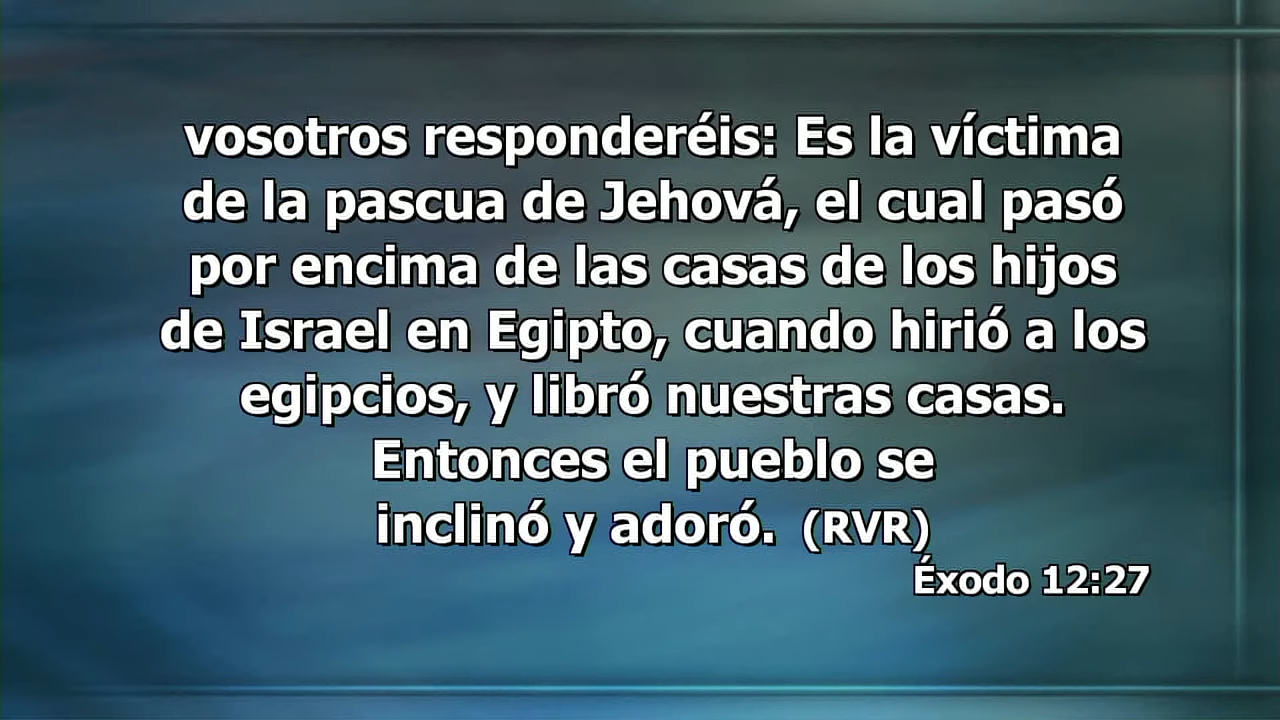 vosotros responderéis: Es la víctima
de la pascua de Jehová, el cual pasó
por encima de las casas de los hijos
de Israel en Egipto, cuando hirió a los
egipcios, y libró nuestras casas.
Entonces el pueblo se
inclinó y adoró. (RVR)
Éxodo 12:27